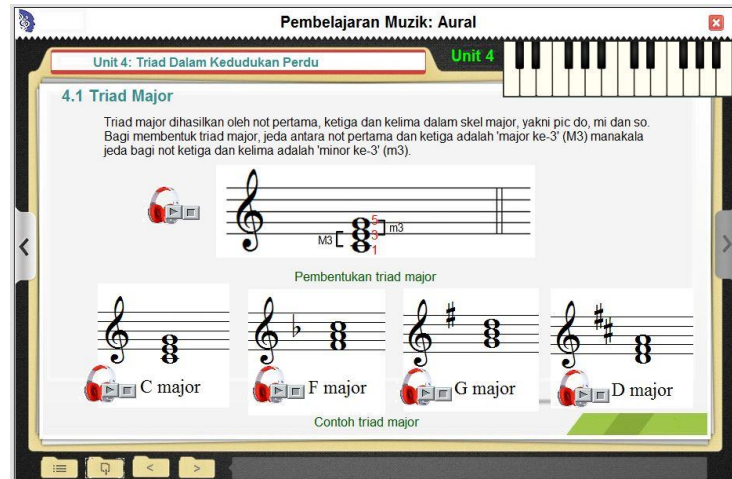 Pembelajaran Muzik: Aural
Unit 4: Triad Dalam Kedudukan Perdu
Unit 4
4.1 Triad Major
Triad major dihasilkan oleh not pertama, ketiga dan kelima dalam skel major, yakni pic do, mi dan so.
Bagi membentuk triad major, jeda antara not pertama dan ketiga adalah 'major ke-3' (M3) manakala
jeda bagi not ketiga dan kelima adalah 'minor ke-3' (m3).
5
m3
M3
3
1
Pembentukan triad major
C major
F major
G major
D major
Contoh triad major